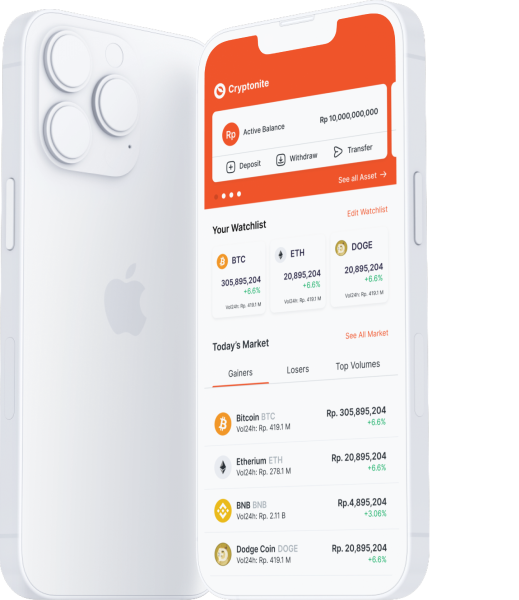 Cryptonite
Rp Active Balance Rp 10,000,000,000
Deposit Withdraw Transfer
See all Asset →
Your Watchlist Edit Watchlist
BTC ETH DOGE
305,895,204 20,895,204 20,895,204
+6.6% +6.6% +6.6%
Vol24h: Rp. 419.1 M Vol24h: Rp. 419.1 M Vol24h: Rp. 419.1 M
Today's Market See All Market
Gainers Losers Top Volumes
Bitcoin BTC Rp. 305,895,204
Vol24h: Rp. 419.1 M +6.6%
Etherium ETH Rp. 20,895,204
Vol24h: Rp. 278.1 M +6.6%
BNB BNB Rp.4,895,204
Vol24h: Rp. 2.11 B +3.06%
Dodge Coin DOGE Rp. 20,895,204
Vol24h: Rp. 419.1 M +6.6%